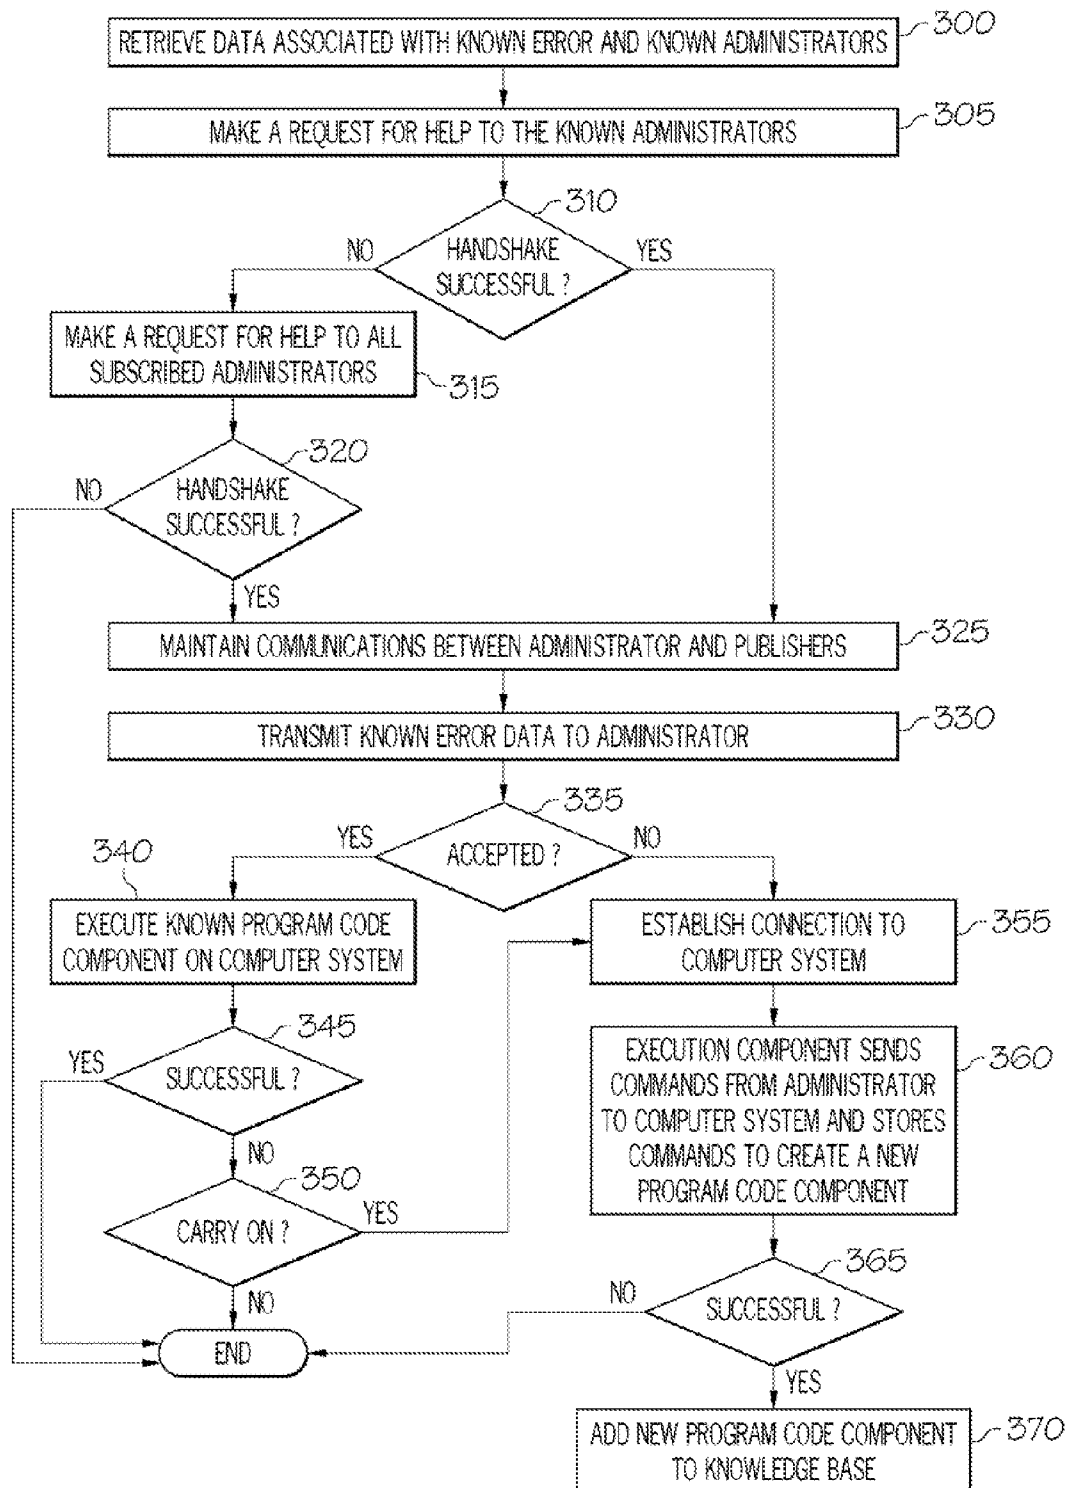 RETRIEVE DATA ASSOCIATED WITH KNOWN ERROR AND KNOWN ADMINISTRATORS
300
MAKE A REQUEST FOR HELP TO THE KNOWN ADMINISTRATORS
305
310
HANDSHAKE
SUCCESSFUL ?
NO
YES
MAKE A REQUEST FOR HELP TO ALL
SUBSCRIBED ADMINISTRATORS
315
320
HANDSHAKE
SUCCESSFUL ?
NO
YES
MAINTAIN COMMUNICATIONS BETWEEN ADMINISTRATOR AND PUBLISHERS
325
TRANSMIT KNOWN ERROR DATA TO ADMINISTRATOR
330
335
ACCEPTED ?
YES
NO
340
EXECUTE KNOWN PROGRAM CODE
COMPONENT ON COMPUTER SYSTEM
ESTABLISH CONNECTION TO
COMPUTER SYSTEM
355
345
SUCCESSFUL ?
YES
NO
EXECUTION COMPONENT SENDS
COMMANDS FROM ADMINISTRATOR
TO COMPUTER SYSTEM AND STORES
COMMANDS TO CREATE A NEW
PROGRAM CODE COMPONENT
360
350
CARRY ON ?
YES
NO
365
SUCCESSFUL ?
NO
YES
END
ADD NEW PROGRAM CODE COMPONENT
TO KNOWLEDGE BASE
370